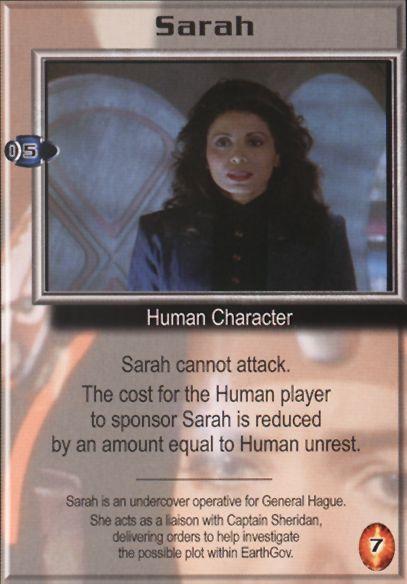 Sarah
05
Human Character
Sarah cannot attack.
The cost for the Human player
to sponsor Sarah is reduced
by an amount equal to Human unrest.
Sarah is an undercover operative for General Hague.
She acts as a liaison with Captain Sheridan,
delivering orders to help investigate
the possible plot within EarthGov.
7